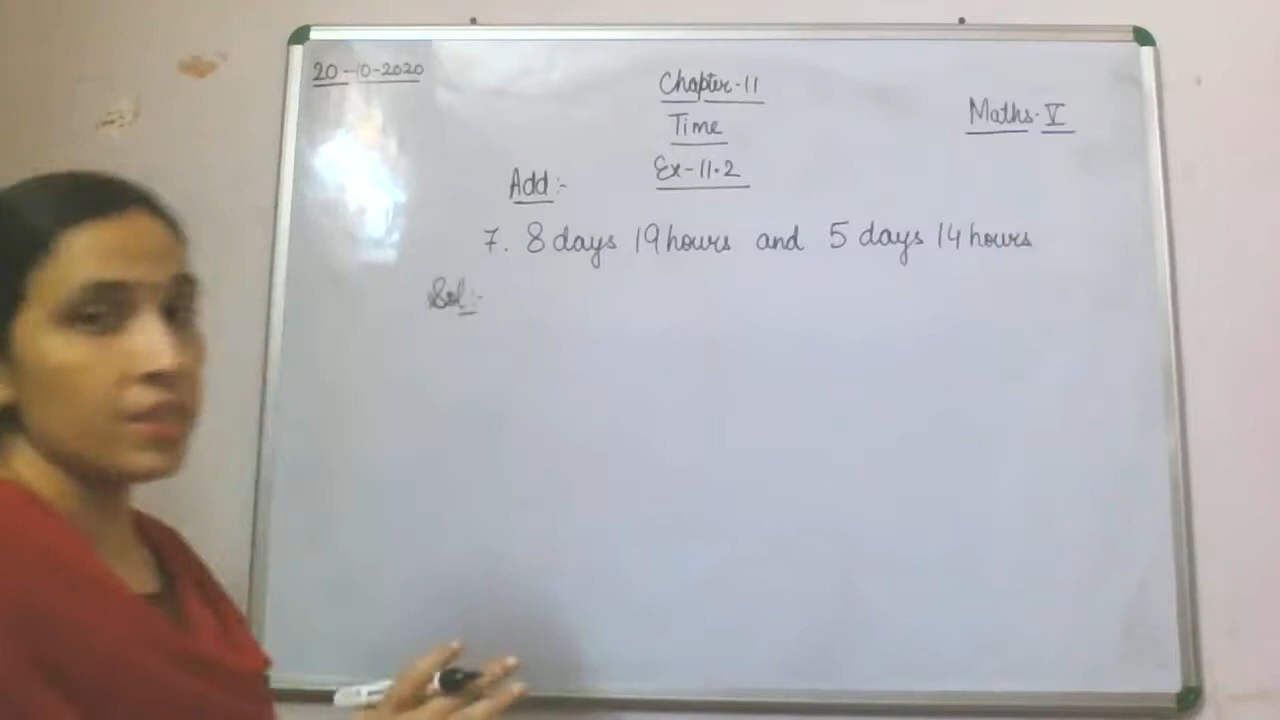 20-10-2020
Chapter-11
Maths-V
Time
Ex-11.2
Add:-
7. 8 days 19 hours and 5 days 14 hours
Sol:-